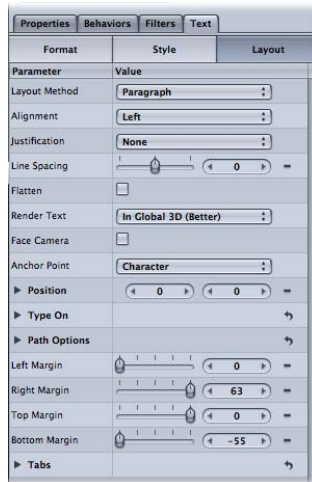 Properties Behaviors Filters Text
Format Style Layout
Parameter Value
Layout Method Paragraph
Alignment Left
Justification None
Line Spacing 0
Flatten
Render Text In Global 3D (Better)
Face Camera
Anchor Point Character
Position 0 0
Type On
Path Options
Left Margin 0
Right Margin 63
Top Margin 0
Bottom Margin -55
Tabs